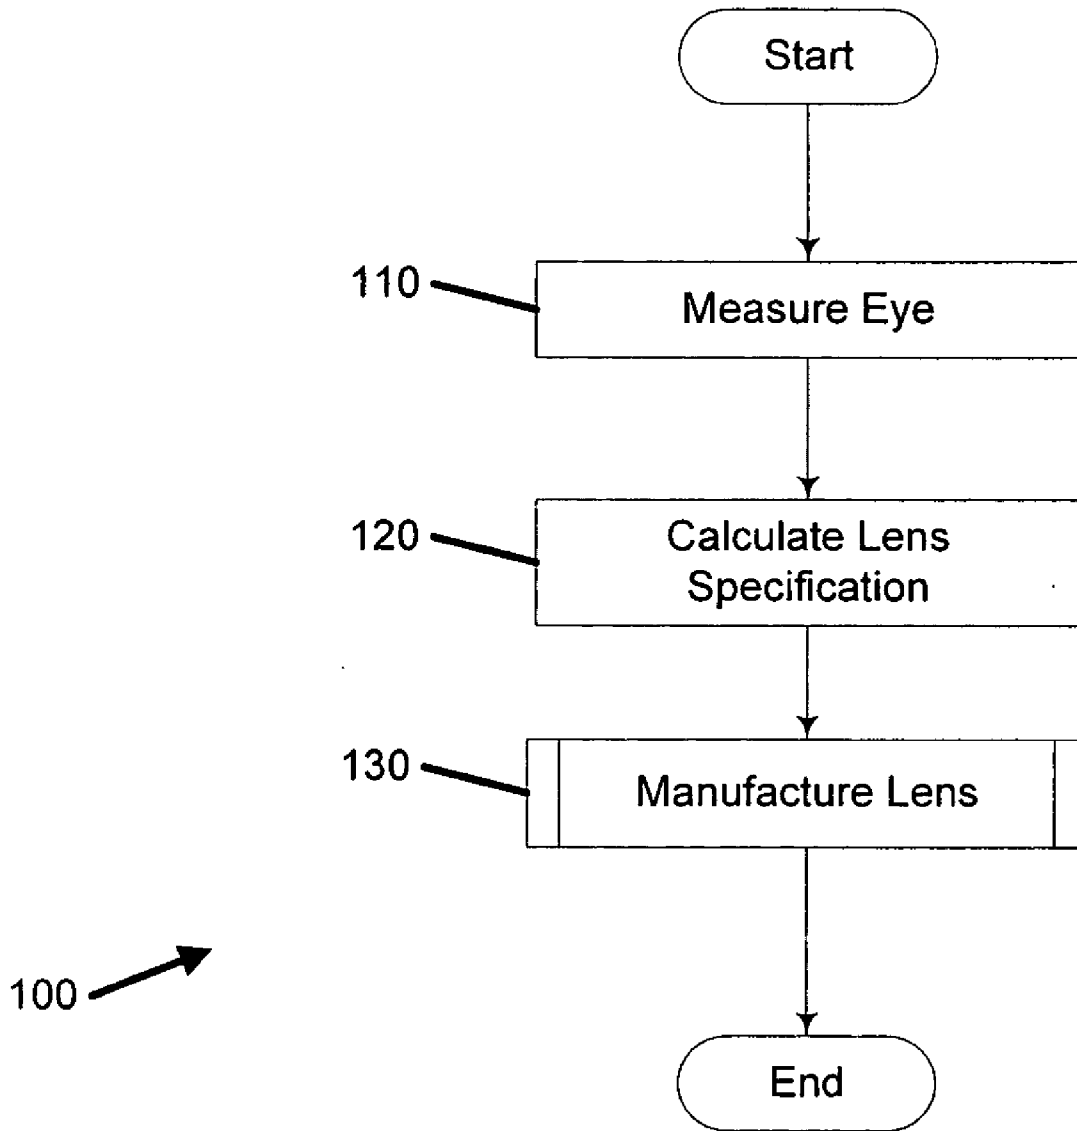 Start
110
Measure Eye
120
Calculate Lens
Specification
130
Manufacture Lens
100
End